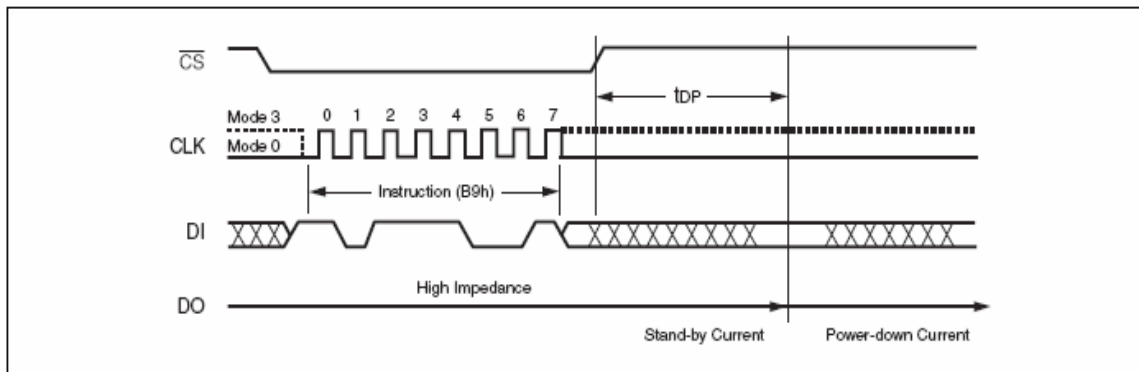 CS
tDP
Mode 3 0 1 2 3 4 5 6 7
CLK
Mode 0
Instruction (B9h)
DI
High Impedance
DO
Stand-by Current Power-down Current